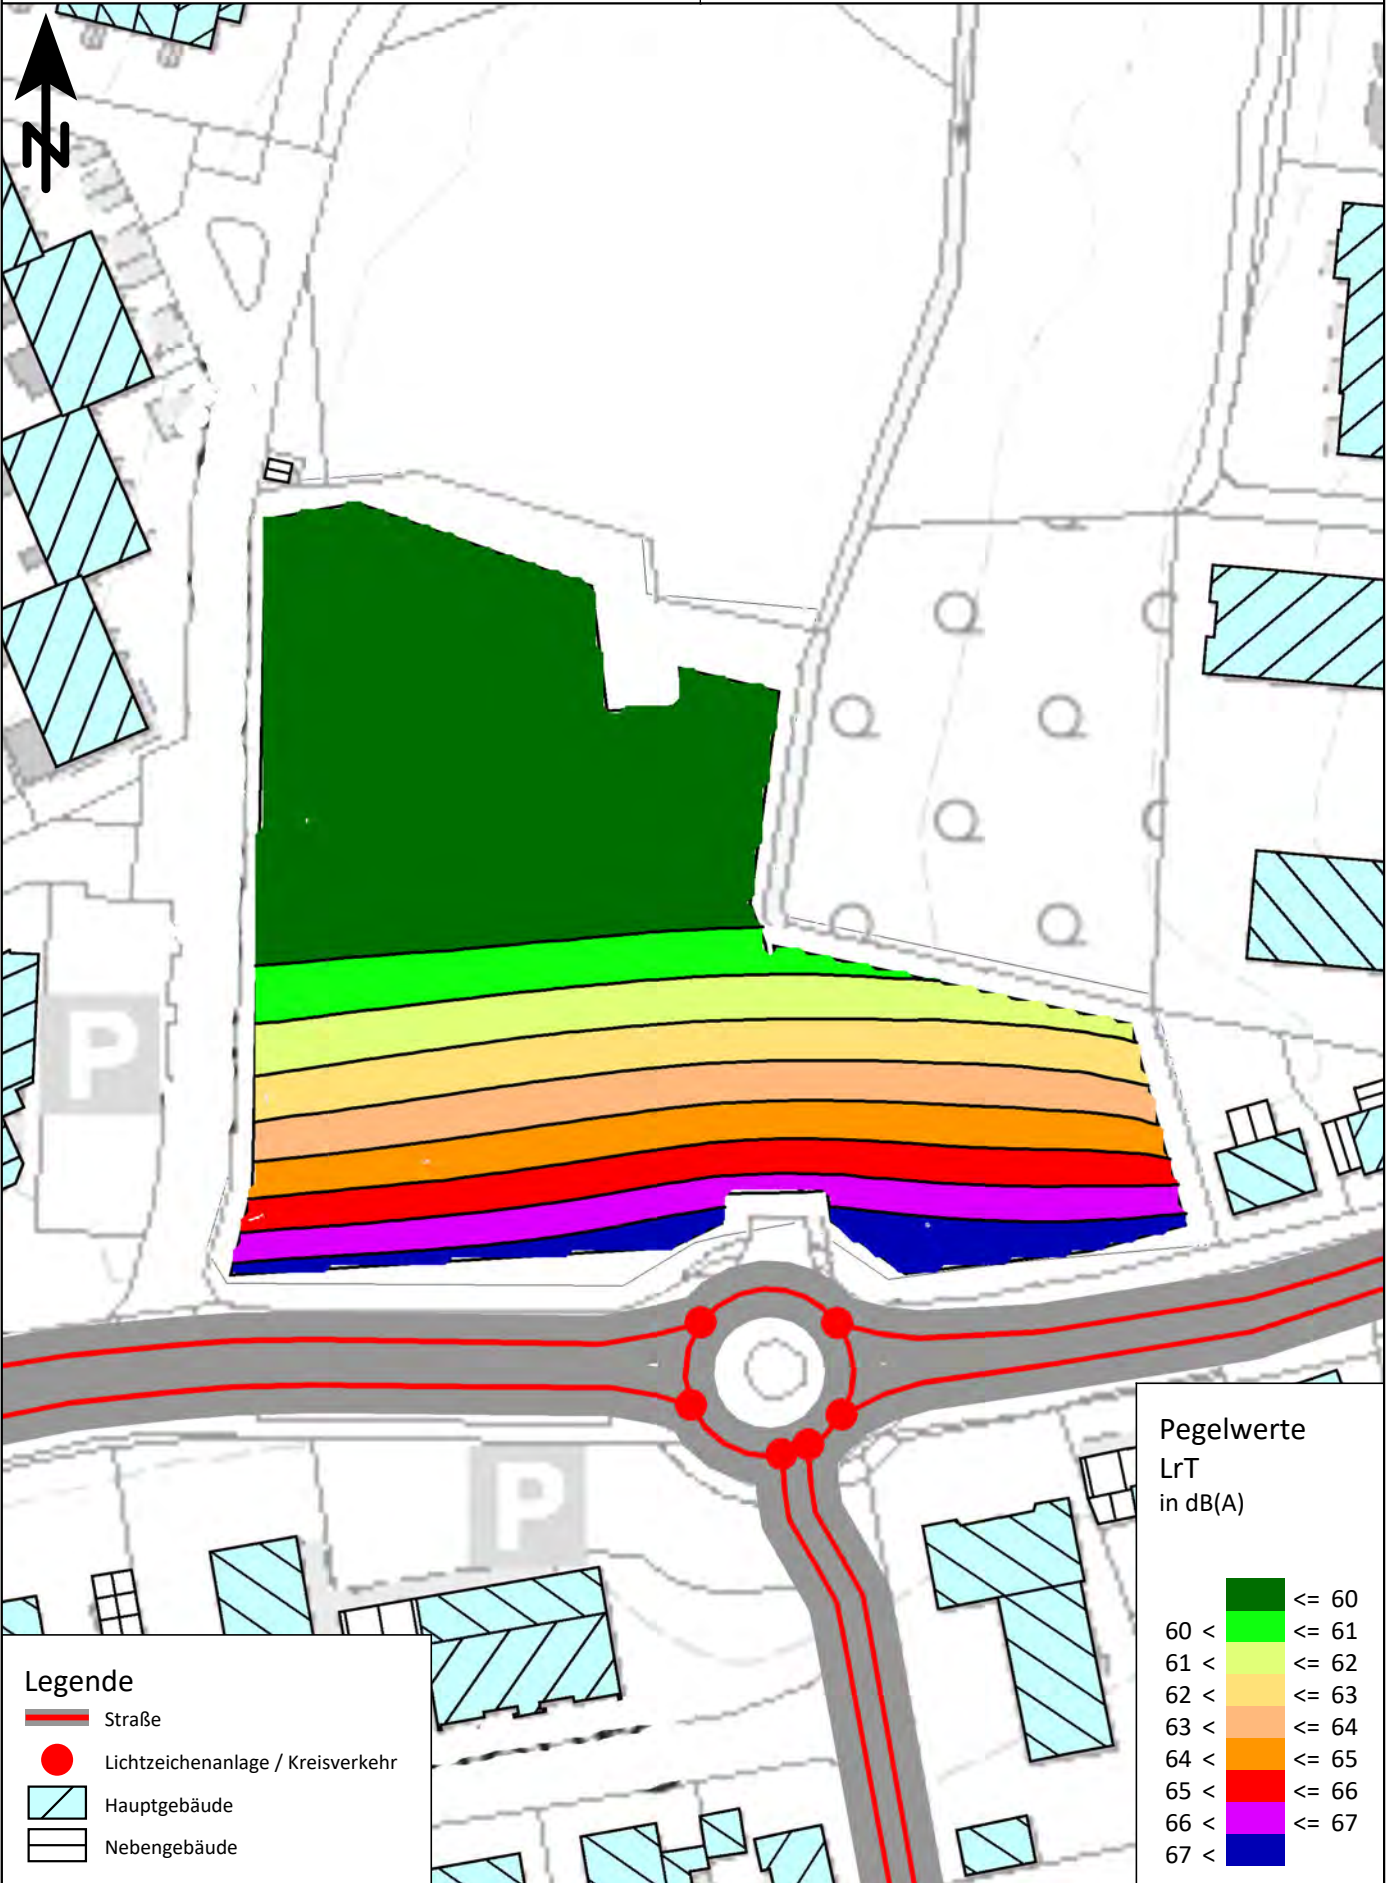 N
P
P
Pegelwerte
LrT
in dB(A)
<= 60
60 < <= 61
61 < <= 62
62 < <= 63
63 < <= 64
64 < <= 65
65 < <= 66
66 < <= 67
67 <
Legende
Straße
Lichtzeichenanlage / Kreisverkehr
Hauptgebäude
Nebengebäude